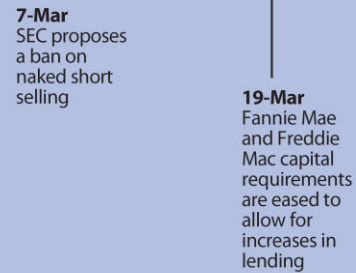 7-Mar
SEC proposes
a ban on
naked short
selling
19-Mar
Fannie Mae
and Freddie
Mac capital
requirements
are eased to
allow for
increases in
lending